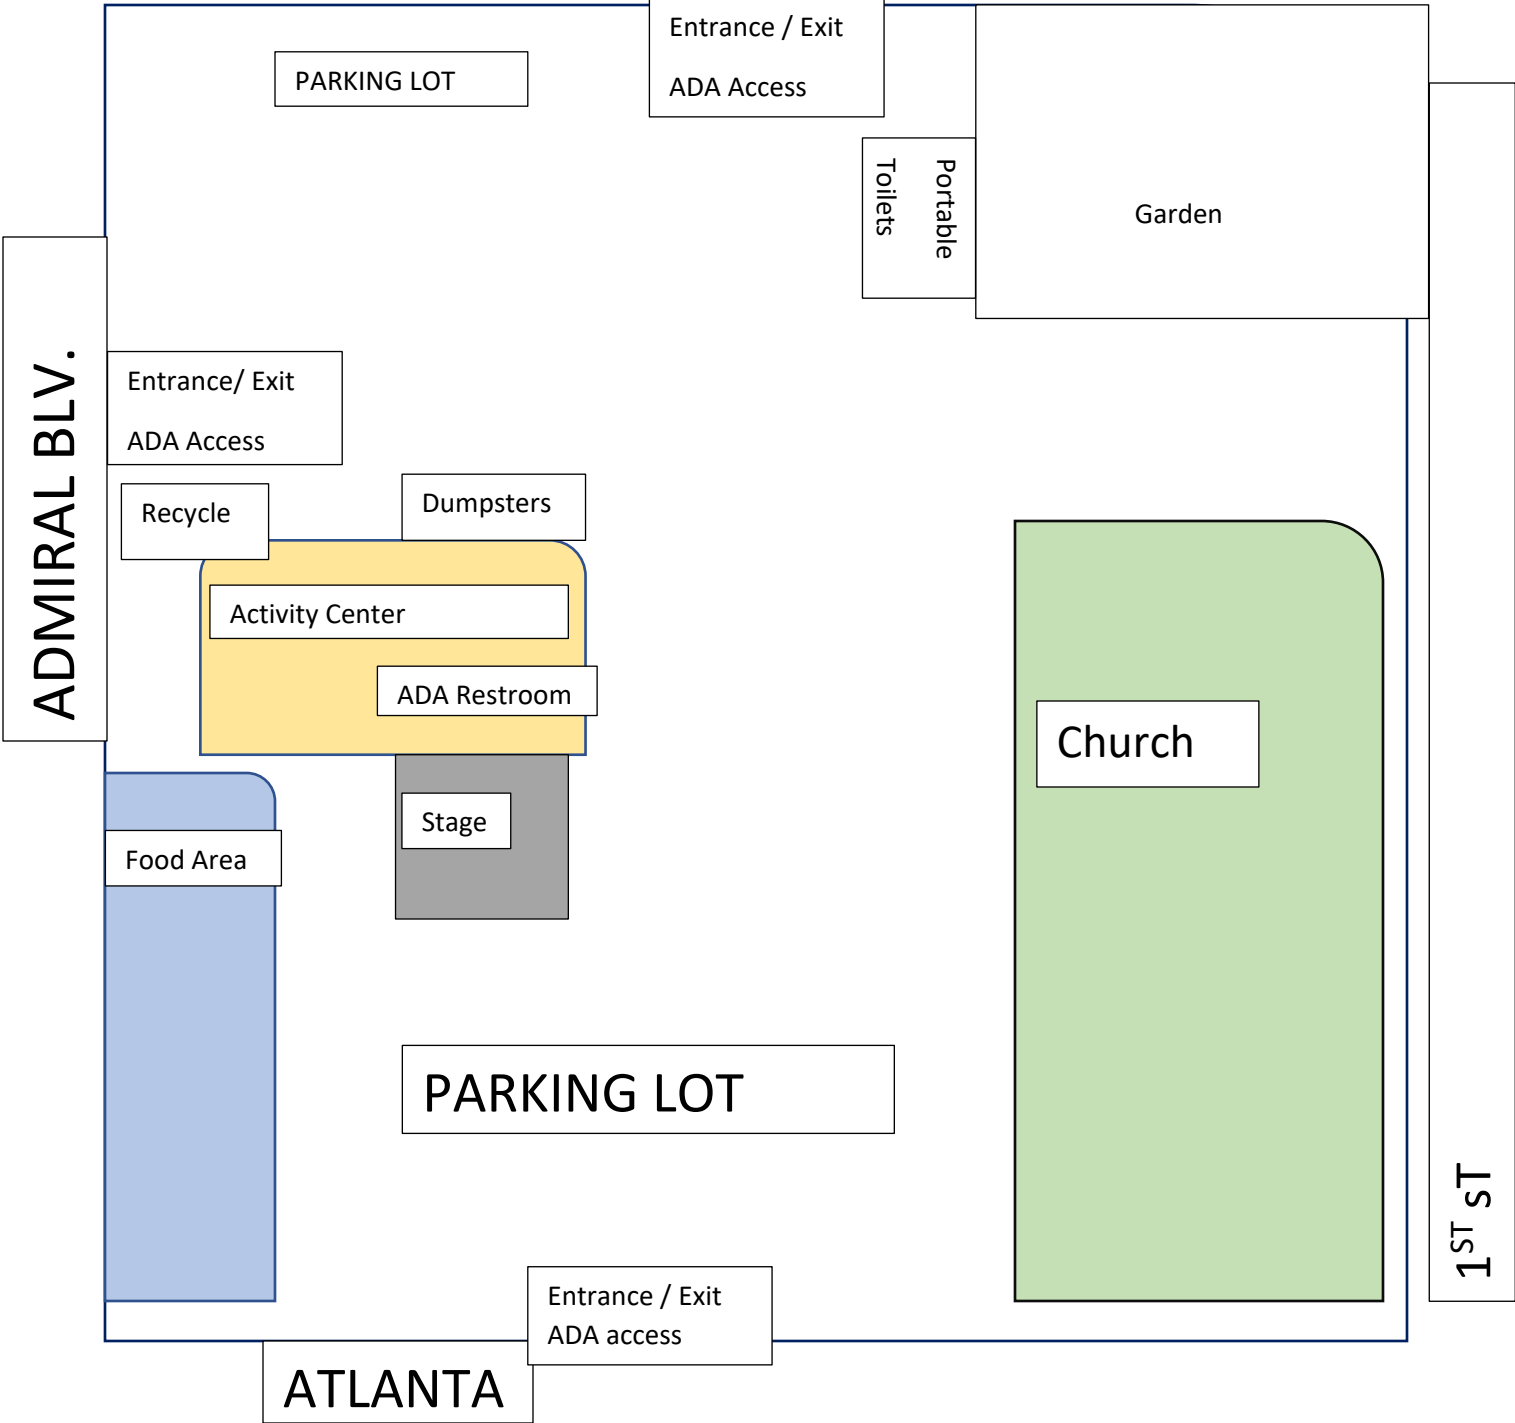 Entrance / Exit
ADA Access
PARKING LOT
Portable
Toilets
Garden
ADMIRAL BLV.
Entrance/ Exit
ADA Access
Recycle
Dumpsters
Activity Center
ADA Restroom
Church
Stage
Food Area
PARKING LOT
1ST sT
Entrance / Exit
ADA access
ATLANTA